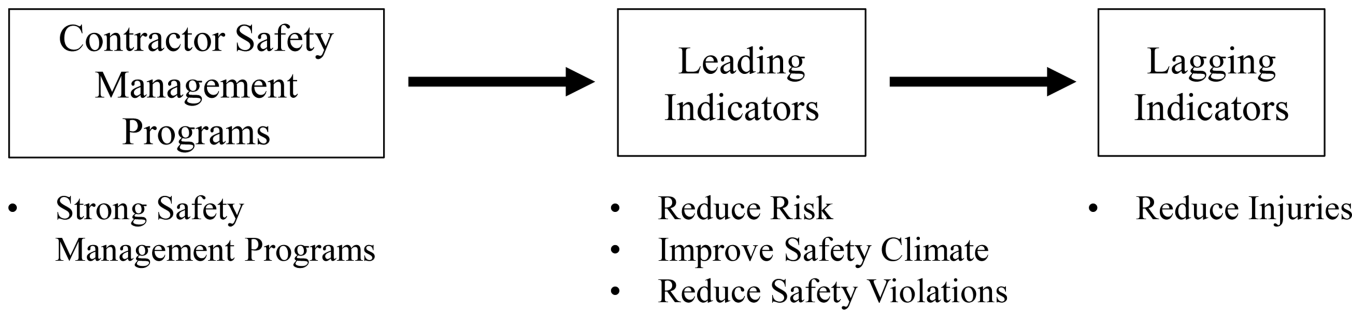 Contractor Safety
Management
Programs
Leading
Indicators
Lagging
Indicators
• Strong Safety
Management Programs
• Reduce Risk
• Improve Safety Climate
• Reduce Safety Violations
• Reduce Injuries